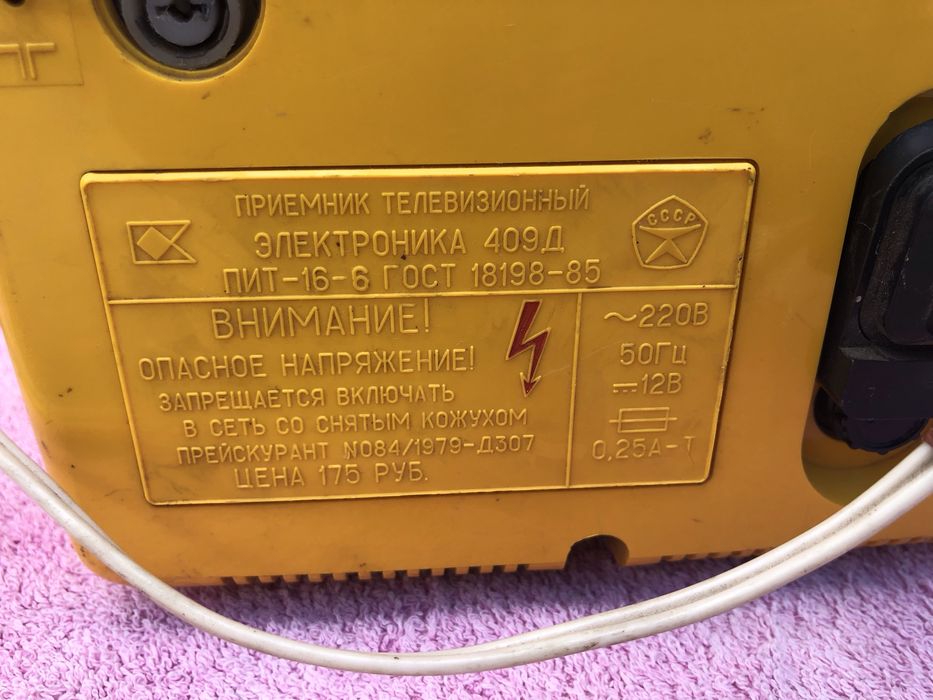 ПРИЕМНИК ТЕЛЕВИЗИОННЫЙ
ЭЛЕКТРОНИКА 409Д
ПИТ-16-6 ГОСТ 18198-85
СССР
ВНИМАНИЕ!
ОПАСНОЕ НАПРЯЖЕНИЕ!
ЗАПРЕЩАЕТСЯ ВКЛЮЧАТЬ
В СЕТЬ СО СНЯТЫМ КОЖУХОМ
ПРЕЙСКУРАНТ №084/1979-Д307
ЦЕНА 175 РУБ.
~220В
50Гц
⎓12В
0,25А-Т